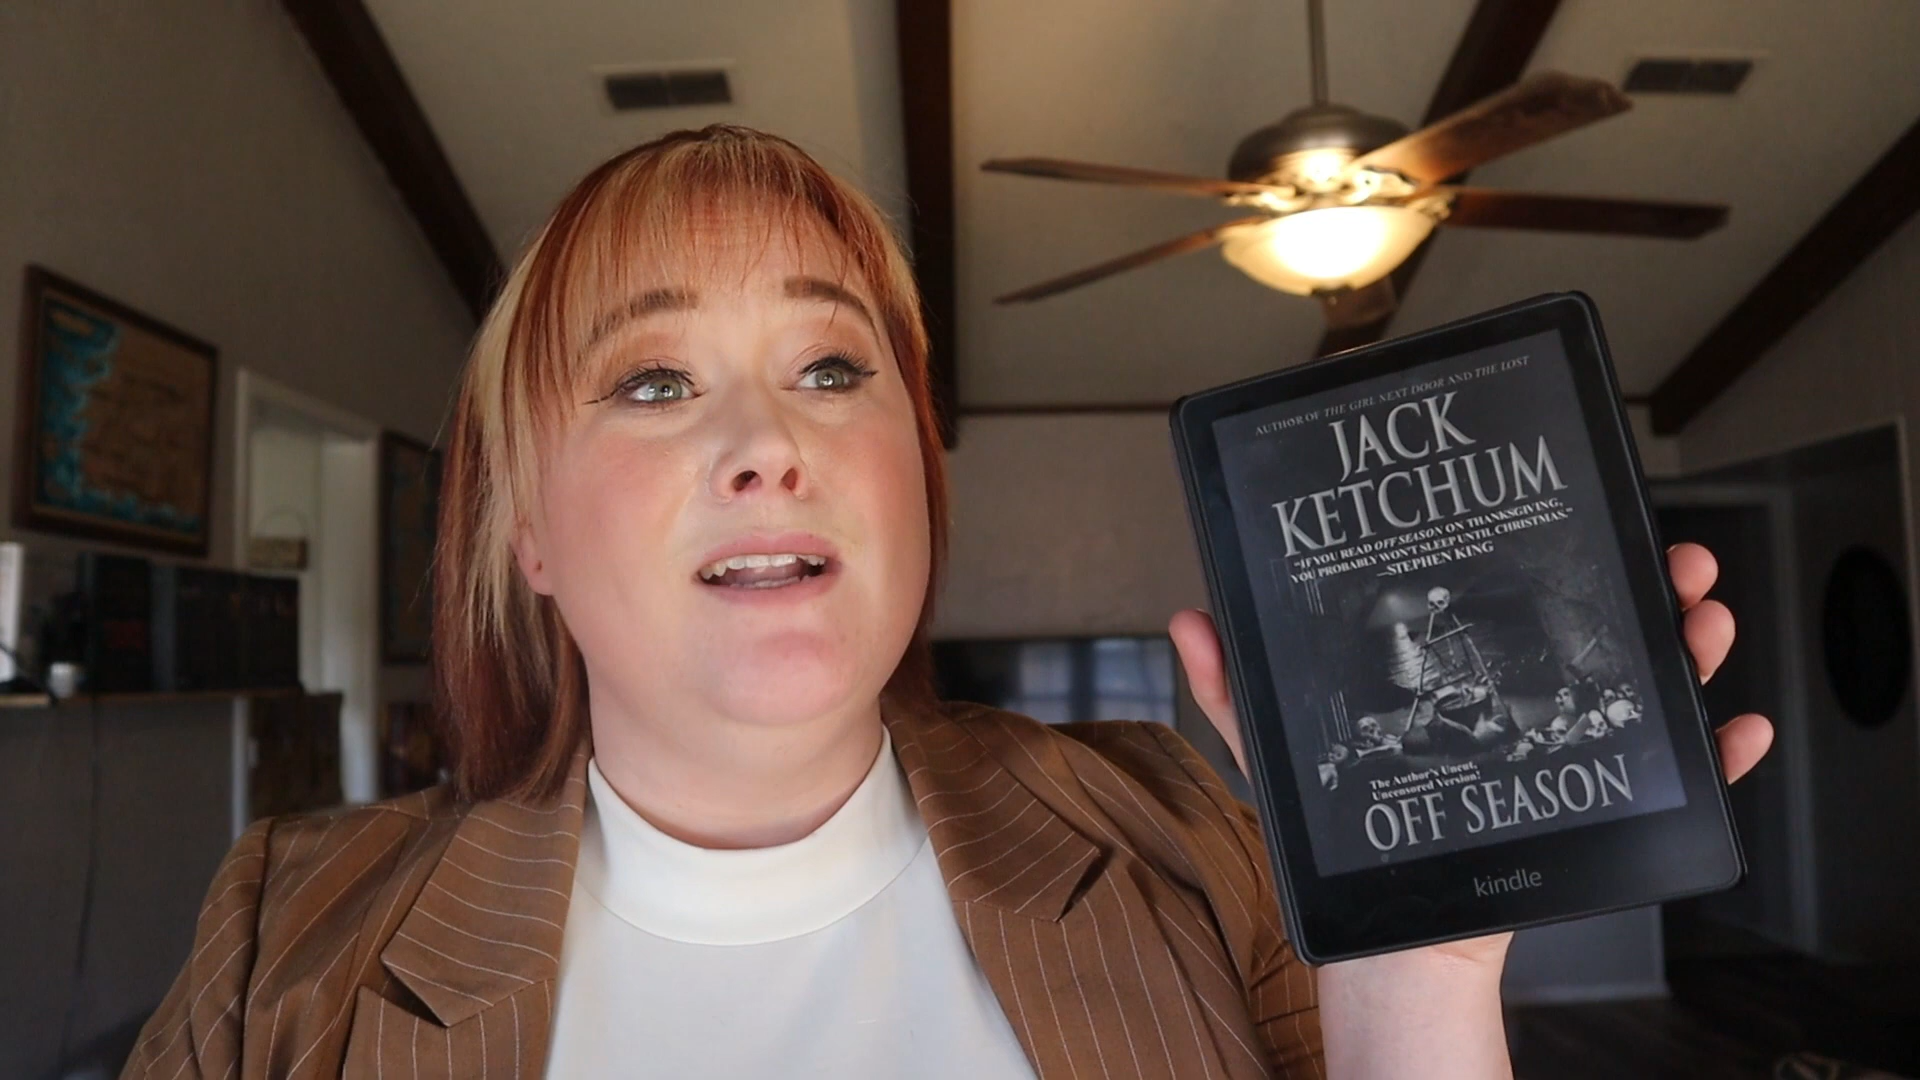 AUTHOR OF THE GIRL NEXT DOOR AND THE LOST
JACK
KETCHUM
"IF YOU READ OFF SEASON ON THANKSGIVING,
YOU PROBABLY WON'T SLEEP UNTIL CHRISTMAS."
—STEPHEN KING
The Author's Uncut,
Uncensored Version!
OFF SEASON
kindle